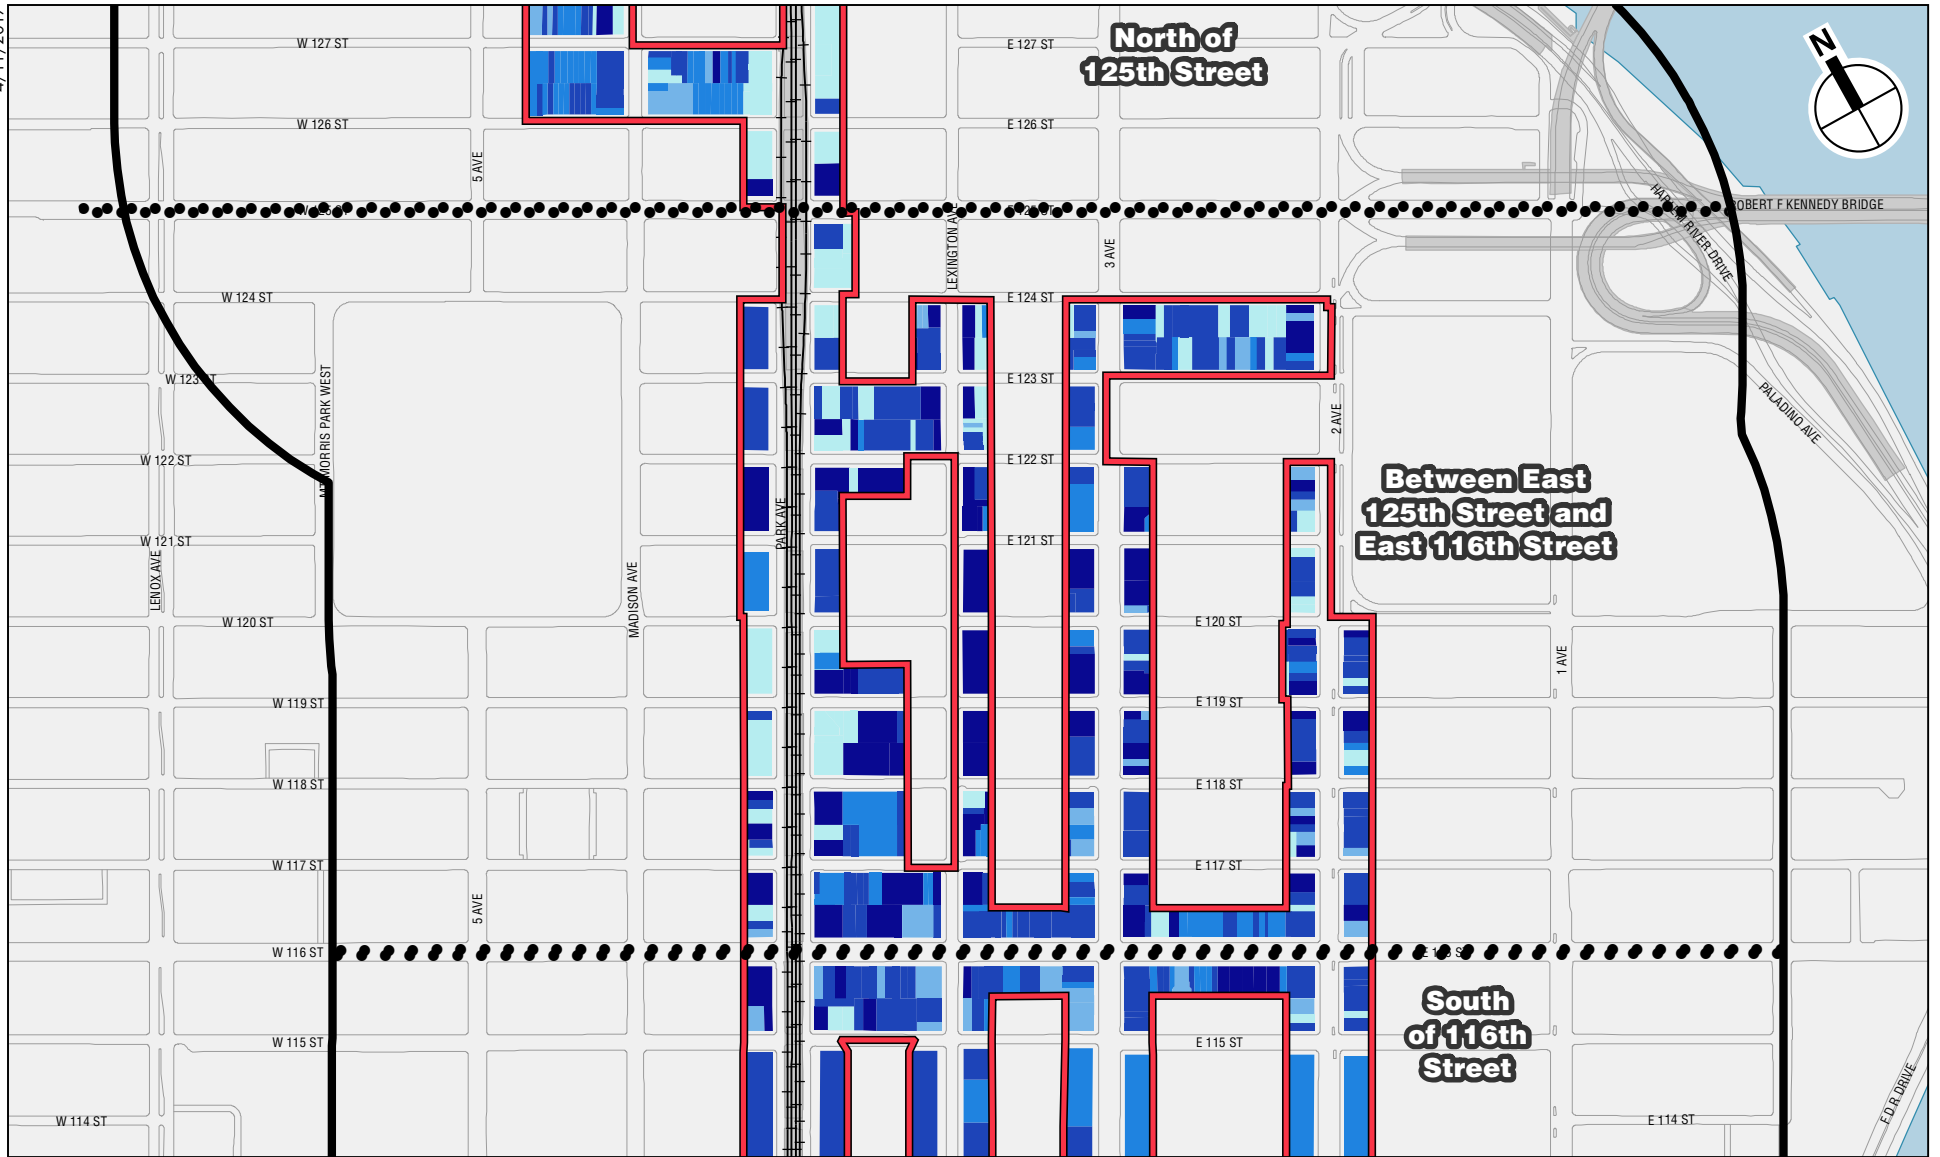 W 127 ST
E 127 ST
North of
125th Street
N
W 126 ST
E 126 ST
5 AVE
HARLEM RIVER DRIVE
ROBERT F KENNEDY BRIDGE
LEXINGTON AVE
3 AVE
W 124 ST
E 124 ST
W 123 ST
E 123 ST
MT MORRIS PARK WEST
2 AVE
PALADINO AVE
W 122 ST
E 122 ST
Between East
125th Street and
East 116th Street
PARK AVE
W 121 ST
E 121 ST
LENOX AVE
MADISON AVE
W 120 ST
E 120 ST
1 AVE
W 119 ST
E 119 ST
W 118 ST
E 118 ST
W 117 ST
E 117 ST
5 AVE
W 116 ST
South
of 116th
Street
W 115 ST
E 115 ST
W 114 ST
E 114 ST
F D R DRIVE